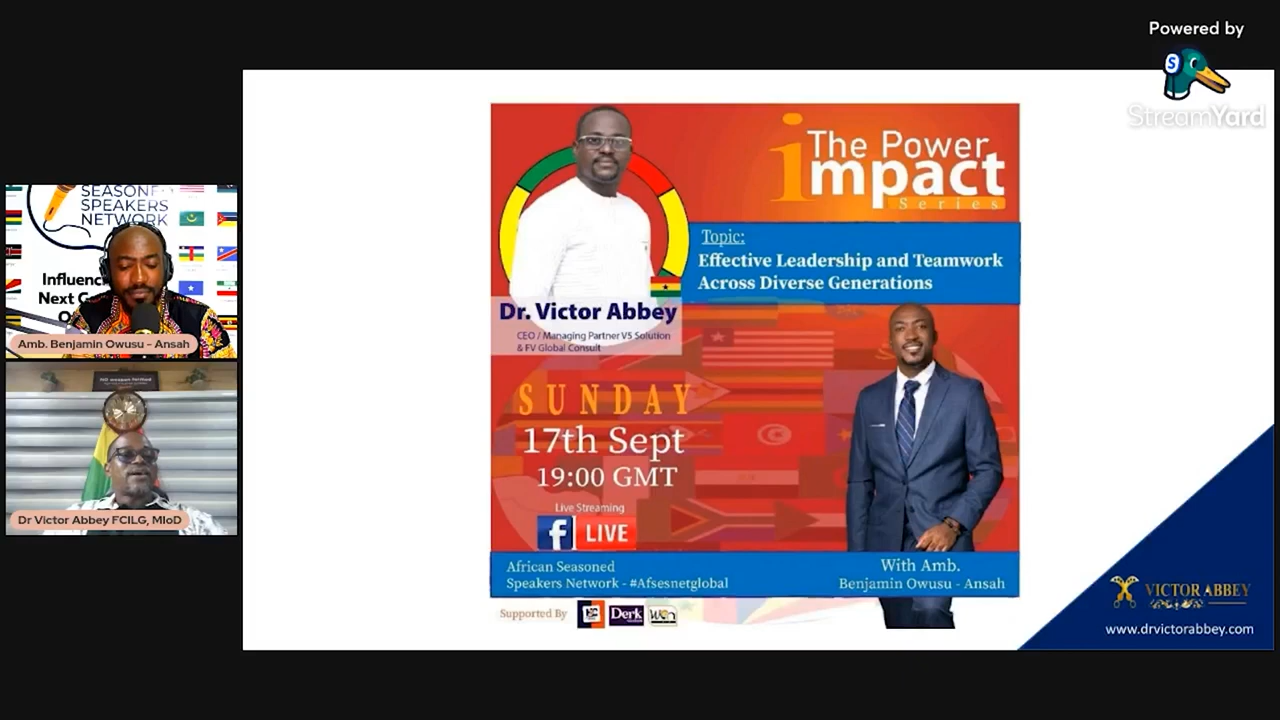 Powered by
StreamYard
SEASONED
SPEAKERS
NETWORK
Influenc
Next G
Amb. Benjamin Owusu - Ansah
Dr Victor Abbey FCILG, MIoD
The Power
impact
Series
Topic:
Effective Leadership and Teamwork
Across Diverse Generations
Dr. Victor Abbey
CEO / Managing Partner V5 Solution
& FV Global Consult
SUNDAY
17th Sept
19:00 GMT
Live Streaming
f LIVE
African Seasoned
Speakers Network - #Afsesnetglobal
With Amb.
Benjamin Owusu - Ansah
Supported By
Derk
VICTOR ABBEY
www.drvictorabbey.com